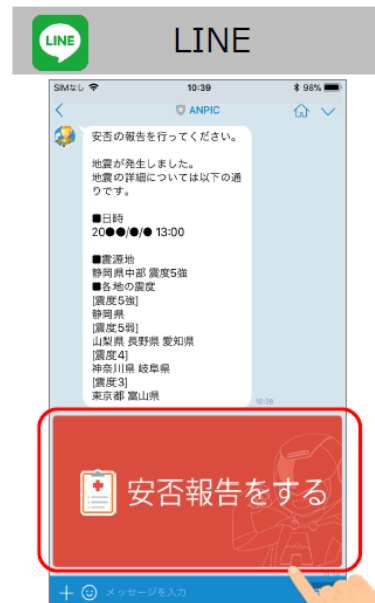 LINE
LINE
SIMなし 10:39 98%
ANPIC
安否の報告を行ってください。
地震が発生しました。
地震の詳細については以下の通
りです。
■日時
20●●/●/● 13:00
■震源地
静岡県中部 震度5強
■各地の震度
[震度5強]
静岡県
[震度5弱]
山梨県 長野県 愛知県
[震度4]
神奈川県 岐阜県
[震度3]
東京都 富山県
10:38
安否報告をする
メッセージを入力